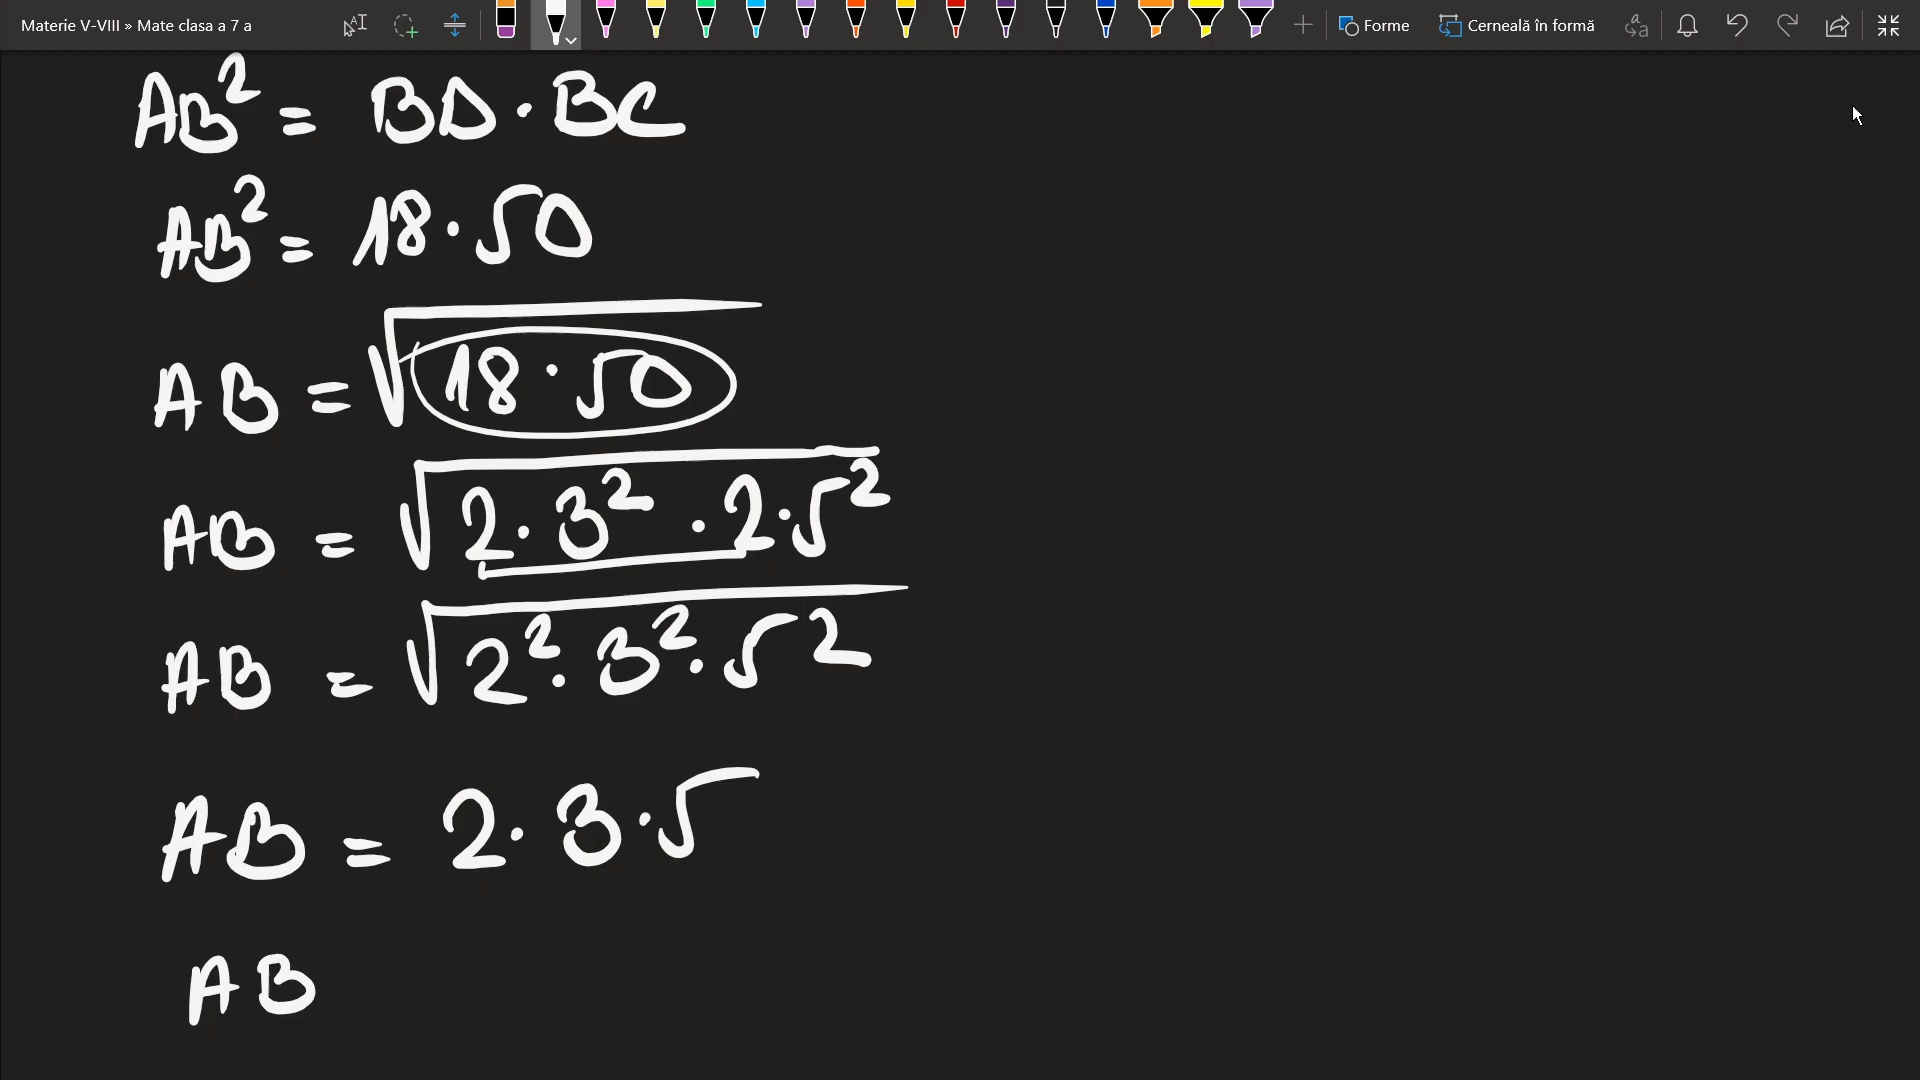 Materie V-VIII » Mate clasa a 7 a
Forme
Cerneală în formă
AB² = BD · BC
AB² = 18 · 50
AB = √18 · 50
AB = √2 · 3² · 2 · 5²
AB = √2² · 3² · 5²
AB = 2 · 3 · 5
AB